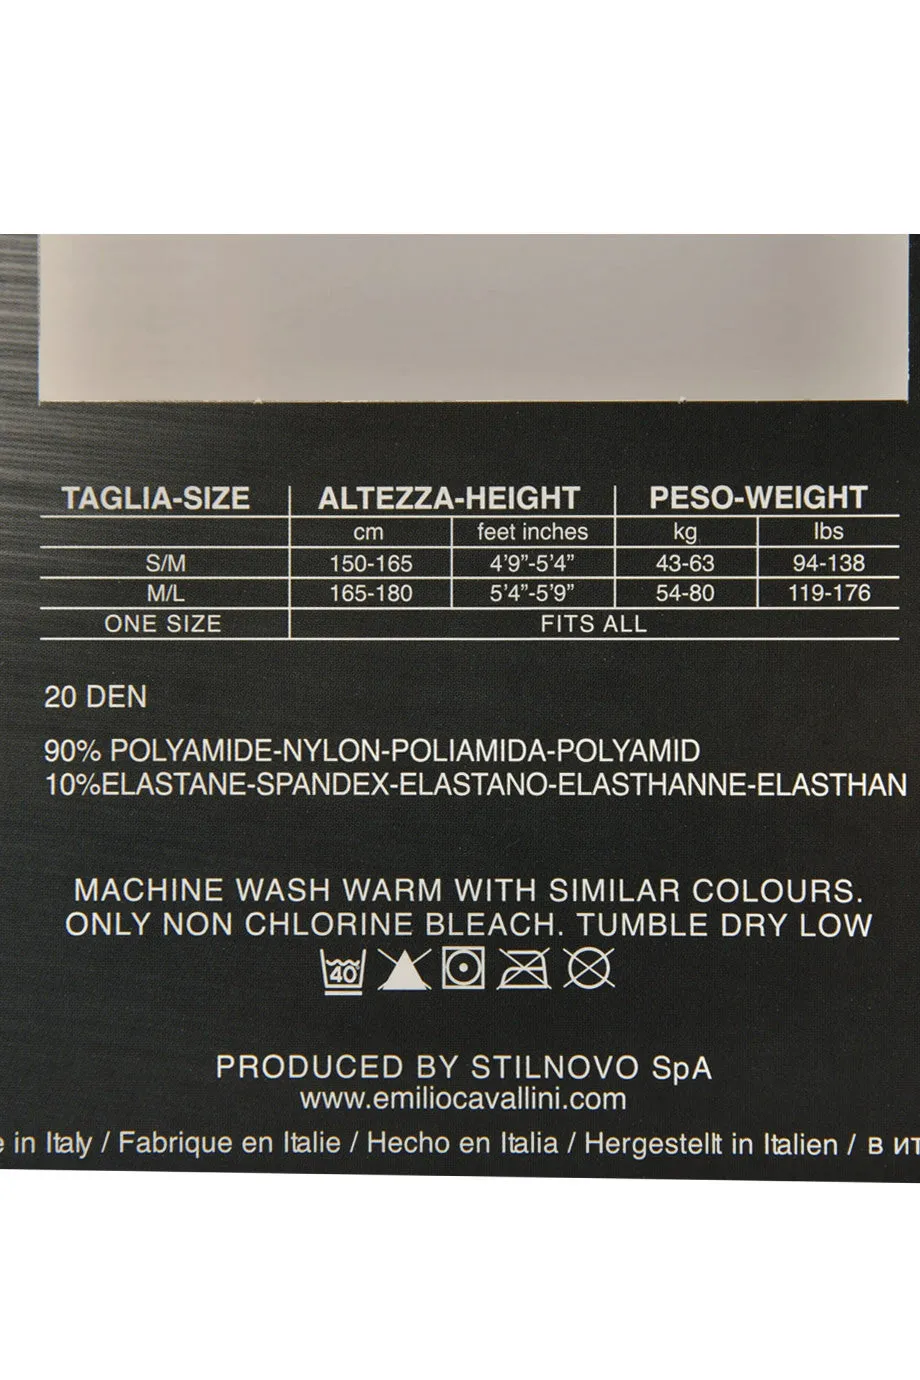 TAGLIA-SIZE ALTEZZA-HEIGHT PESO-WEIGHT
cm feet inches kg lbs
S/M 150-165 4’9”-5’4” 43-63 94-138
M/L 165-180 5’4”-5’9” 54-80 119-176
ONE SIZE FITS ALL
20 DEN
90% POLYAMIDE-NYLON-POLIAMIDA-POLYAMID
10%ELASTANE-SPANDEX-ELASTANO-ELASTHANNE-ELASTHAN
MACHINE WASH WARM WITH SIMILAR COLOURS.
ONLY NON CHLORINE BLEACH. TUMBLE DRY LOW
40°
PRODUCED BY STILNOVO SpA
www.emiliocavallini.com
in Italy / Fabrique en Italie / Hecho en Italia / Hergestellt in Italien / в